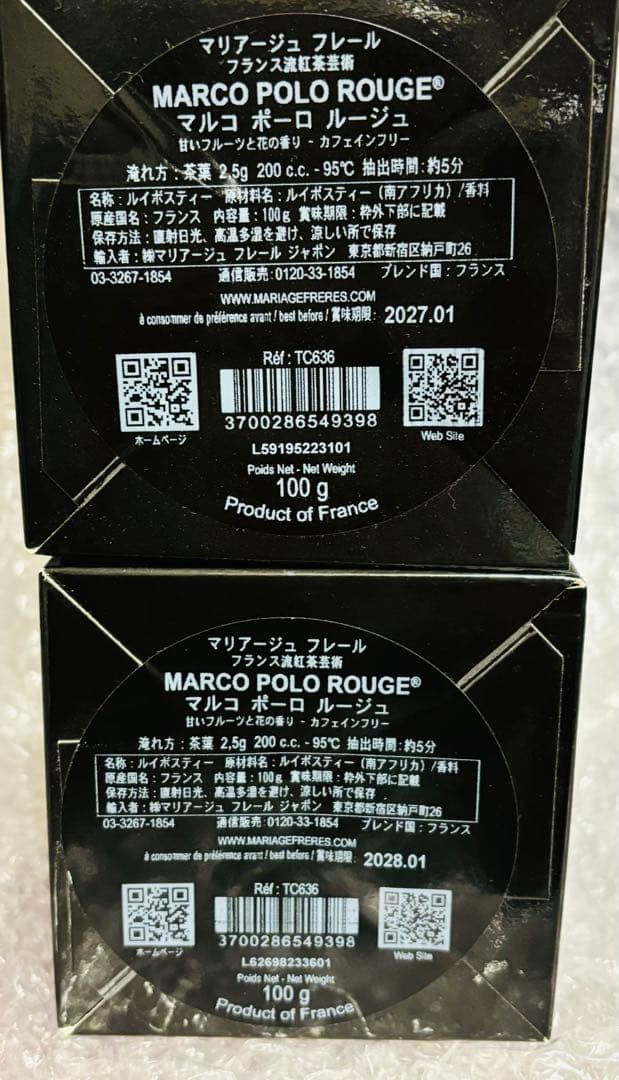 マリアージュ フレール
フランス流紅茶芸術
MARCO POLO ROUGE®
マルコ ポーロ ルージュ
甘いフルーツと花の香り - カフェインフリー
淹れ方：茶葉 2,5g 200 c.c. - 95℃ 抽出時間：約5分
名称：ルイボスティー 原材料名：ルイボスティー（南アフリカ）/香料
原産国名：フランス 内容量：100g 賞味期限：枠外下部に記載
保存方法：直射日光、高温多湿を避け、涼しい所で保存
輸入者：㈱マリアージュ フレール ジャポン 東京都新宿区納戸町26
03-3267-1854 通信販売：0120-33-1854 ブレンド国：フランス
WWW.MARIAGEFRERES.COM
à consommer de préférence avant / best before / 賞味期限： 2027.01
Réf : TC636
3700286549398
ホームページ
Web Site
L59195223101
Poids Net - Net Weight
100 g
Product of France
マリアージュ フレール
フランス流紅茶芸術
MARCO POLO ROUGE®
マルコ ポーロ ルージュ
甘いフルーツと花の香り - カフェインフリー
淹れ方：茶葉 2,5g 200 c.c. - 95℃ 抽出時間：約5分
名称：ルイボスティー 原材料名：ルイボスティー（南アフリカ）/香料
原産国名：フランス 内容量：100g 賞味期限：枠外下部に記載
保存方法：直射日光、高温多湿を避け、涼しい所で保存
輸入者：㈱マリアージュ フレール ジャポン 東京都新宿区納戸町26
03-3267-1854 通信販売：0120-33-1854 ブレンド国：フランス
WWW.MARIAGEFRERES.COM
à consommer de préférence avant / best before / 賞味期限： 2028.01
Réf : TC636
3700286549398
ホームページ
Web Site
L62698233601
Poids Net - Net Weight
100 g
Product of France